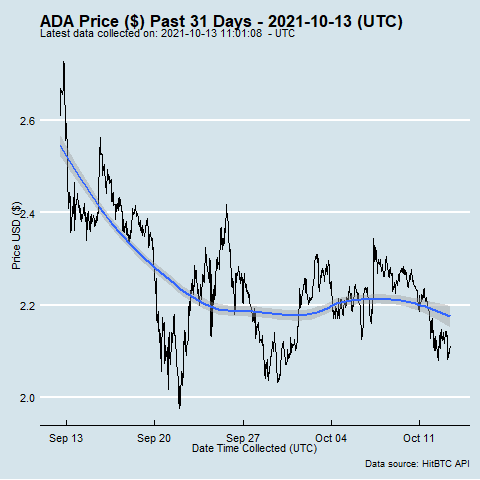 ADA Price ($) Past 31 Days - 2021-10-13 (UTC)
Latest data collected on: 2021-10-13 11:01:08 - UTC
2.6
2.4
2.2
2.0
Price USD ($)
Sep 13
Sep 20
Sep 27
Oct 04
Oct 11
Date Time Collected (UTC)
Data source: HitBTC API